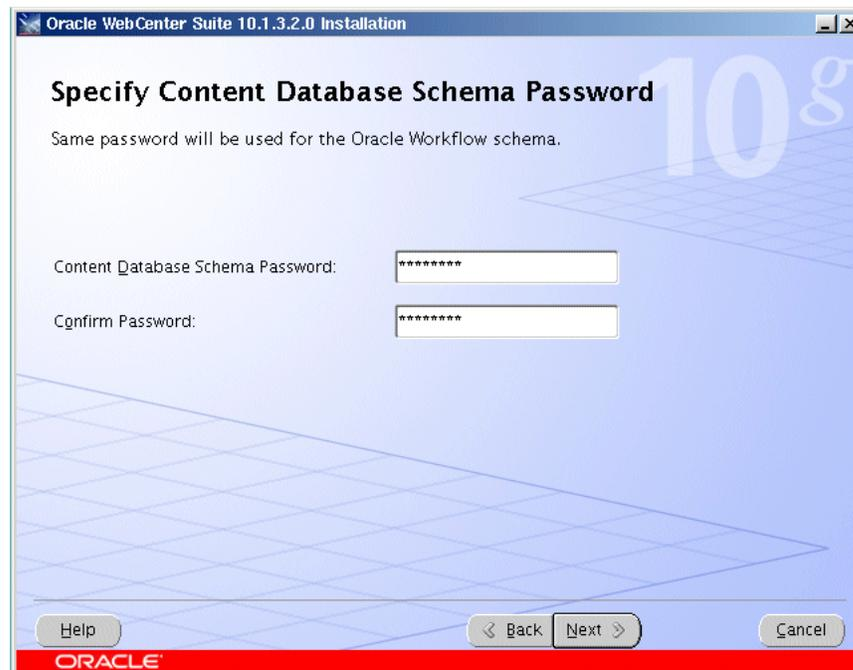 Oracle WebCenter Suite 10.1.3.2.0 Installation
10g
Specify Content Database Schema Password
Same password will be used for the Oracle Workflow schema.
Content Database Schema Password:
********
Confirm Password:
********
Help
Back
Next
Cancel
ORACLE